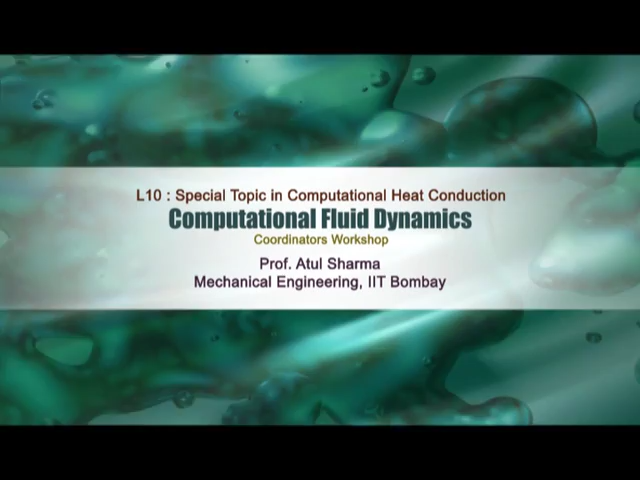 L10 : Special Topic in Computational Heat Conduction
Computational Fluid Dynamics
Coordinators Workshop
Prof. Atul Sharma
Mechanical Engineering, IIT Bombay